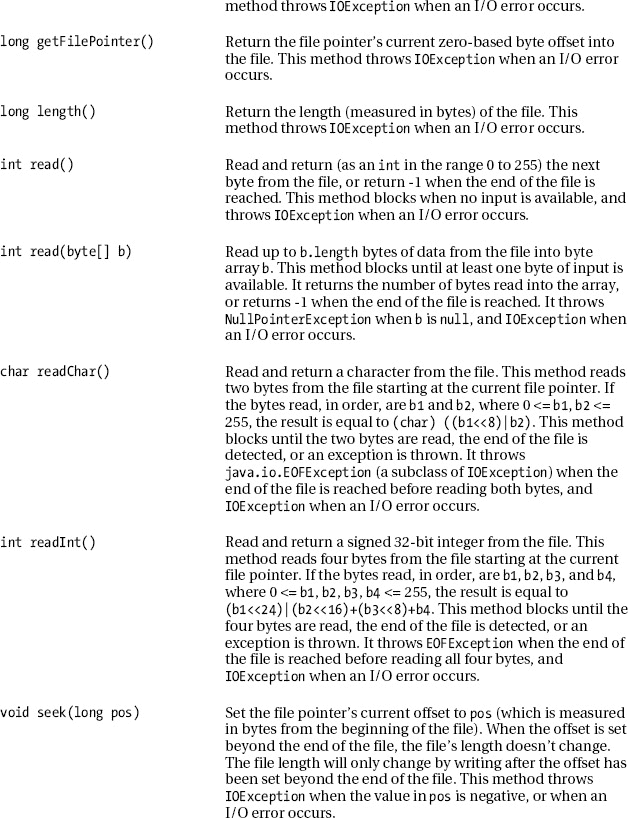 method throws IOException when an I/O error occurs.
long getFilePointer()
Return the file pointer's current zero-based byte offset into
the file. This method throws IOException when an I/O error
occurs.
long length()
Return the length (measured in bytes) of the file. This
method throws IOException when an I/O error occurs.
int read()
Read and return (as an int in the range 0 to 255) the next
byte from the file, or return -1 when the end of the file is
reached. This method blocks when no input is available, and
throws IOException when an I/O error occurs.
int read(byte[] b)
Read up to b.length bytes of data from the file into byte
array b. This method blocks until at least one byte of input is
available. It returns the number of bytes read into the array,
or returns -1 when the end of the file is reached. It throws
NullPointerException when b is null, and IOException when
an I/O error occurs.
char readChar()
Read and return a character from the file. This method reads
two bytes from the file starting at the current file pointer. If
the bytes read, in order, are b1 and b2, where 0 <= b1, b2 <=
255, the result is equal to (char) ((b1<<8)|b2). This method
blocks until the two bytes are read, the end of the file is
detected, or an exception is thrown. It throws
java.io.EOFException (a subclass of IOException) when the
end of the file is reached before reading both bytes, and
IOException when an I/O error occurs.
int readInt()
Read and return a signed 32-bit integer from the file. This
method reads four bytes from the file starting at the current
file pointer. If the bytes read, in order, are b1, b2, b3, and b4,
where 0 <= b1, b2, b3, b4 <= 255, the result is equal to
(b1<<24)|(b2<<16)+(b3<<8)+b4. This method blocks until the
four bytes are read, the end of the file is detected, or an
exception is thrown. It throws EOFException when the end of
the file is reached before reading all four bytes, and
IOException when an I/O error occurs.
void seek(long pos)
Set the file pointer's current offset to pos (which is measured
in bytes from the beginning of the file). When the offset is set
beyond the end of the file, the file's length doesn't change.
The file length will only change by writing after the offset has
been set beyond the end of the file. This method throws
IOException when the value in pos is negative, or when an
I/O error occurs.